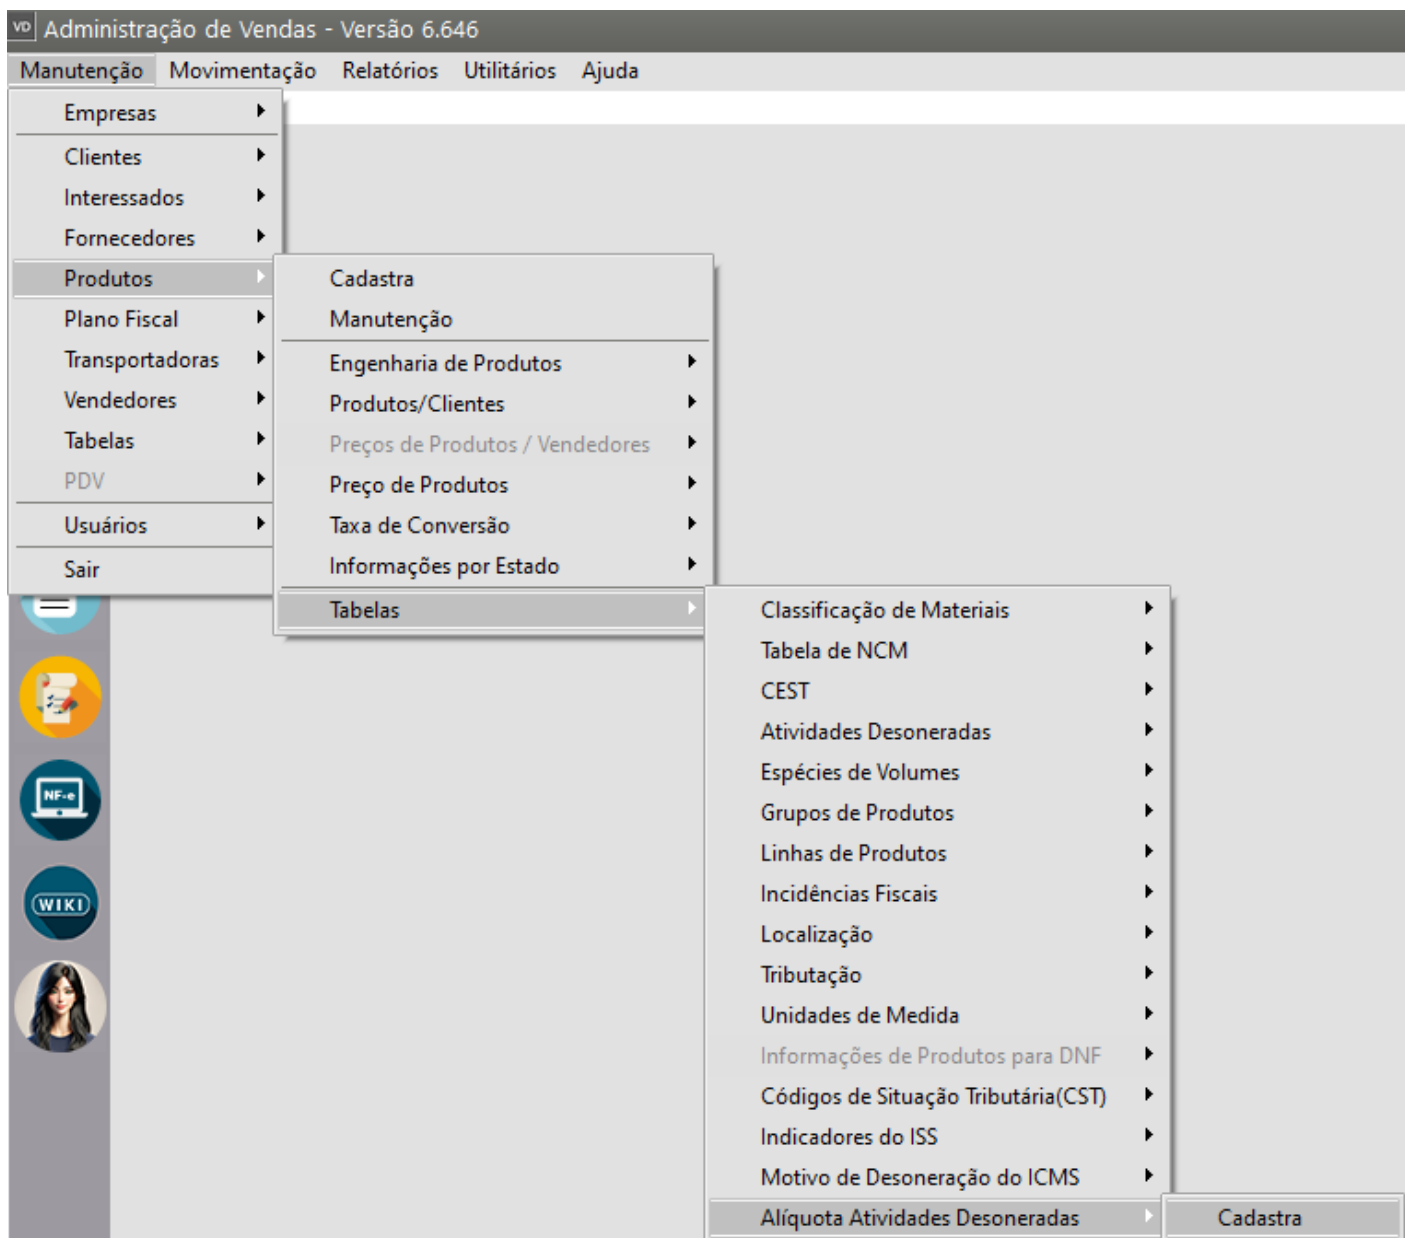 VD Administração de Vendas - Versão 6.646
Manutenção Movimentação Relatórios Utilitários Ajuda
Empresas
Clientes
Interessados
Fornecedores
Produtos
Plano Fiscal
Transportadoras
Vendedores
Tabelas
PDV
Usuários
Sair
Cadastra
Manutenção
Engenharia de Produtos
Produtos/Clientes
Preços de Produtos / Vendedores
Preço de Produtos
Taxa de Conversão
Informações por Estado
Tabelas
Classificação de Materiais
Tabela de NCM
CEST
Atividades Desoneradas
Espécies de Volumes
Grupos de Produtos
Linhas de Produtos
Incidências Fiscais
Localização
Tributação
Unidades de Medida
Informações de Produtos para DNF
Códigos de Situação Tributária(CST)
Indicadores do ISS
Motivo de Desoneração do ICMS
Alíquota Atividades Desoneradas
Cadastra
NF-e
WIKI